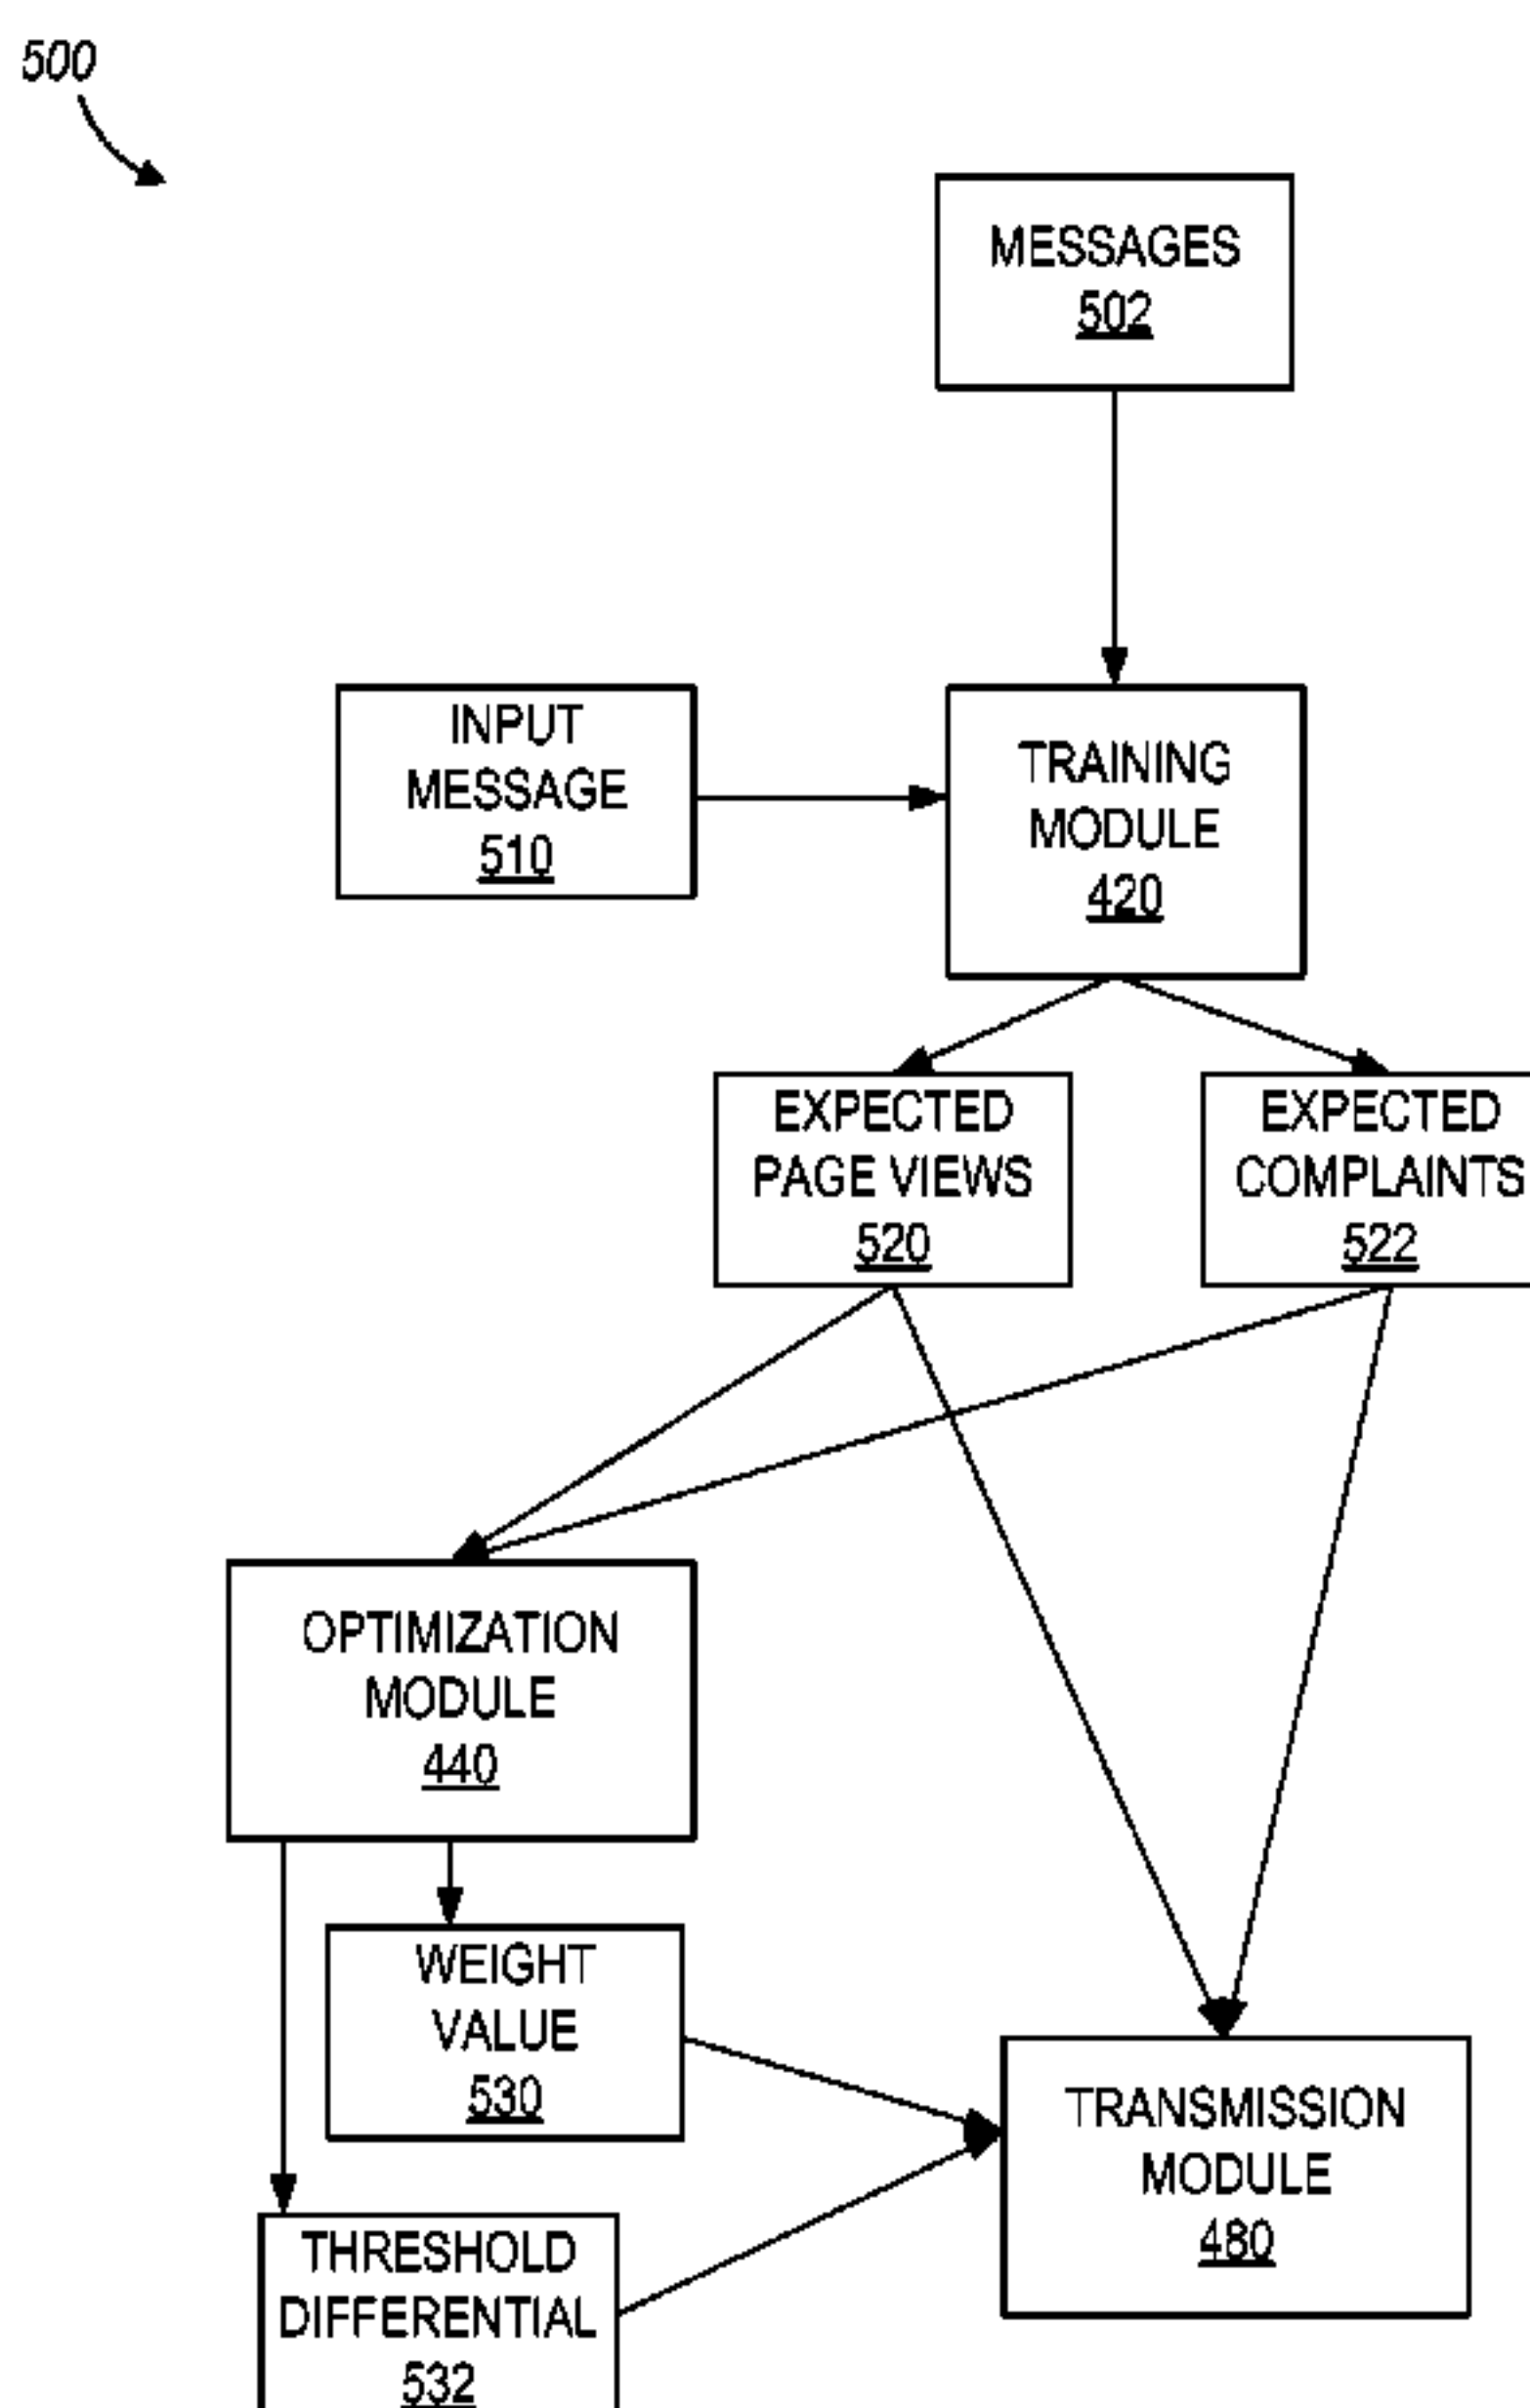 500
MESSAGES
502
INPUT
MESSAGE
510
TRAINING
MODULE
420
EXPECTED
PAGE VIEWS
520
EXPECTED
COMPLAINTS
522
OPTIMIZATION
MODULE
440
WEIGHT
VALUE
530
TRANSMISSION
MODULE
480
THRESHOLD
DIFFERENTIAL
532